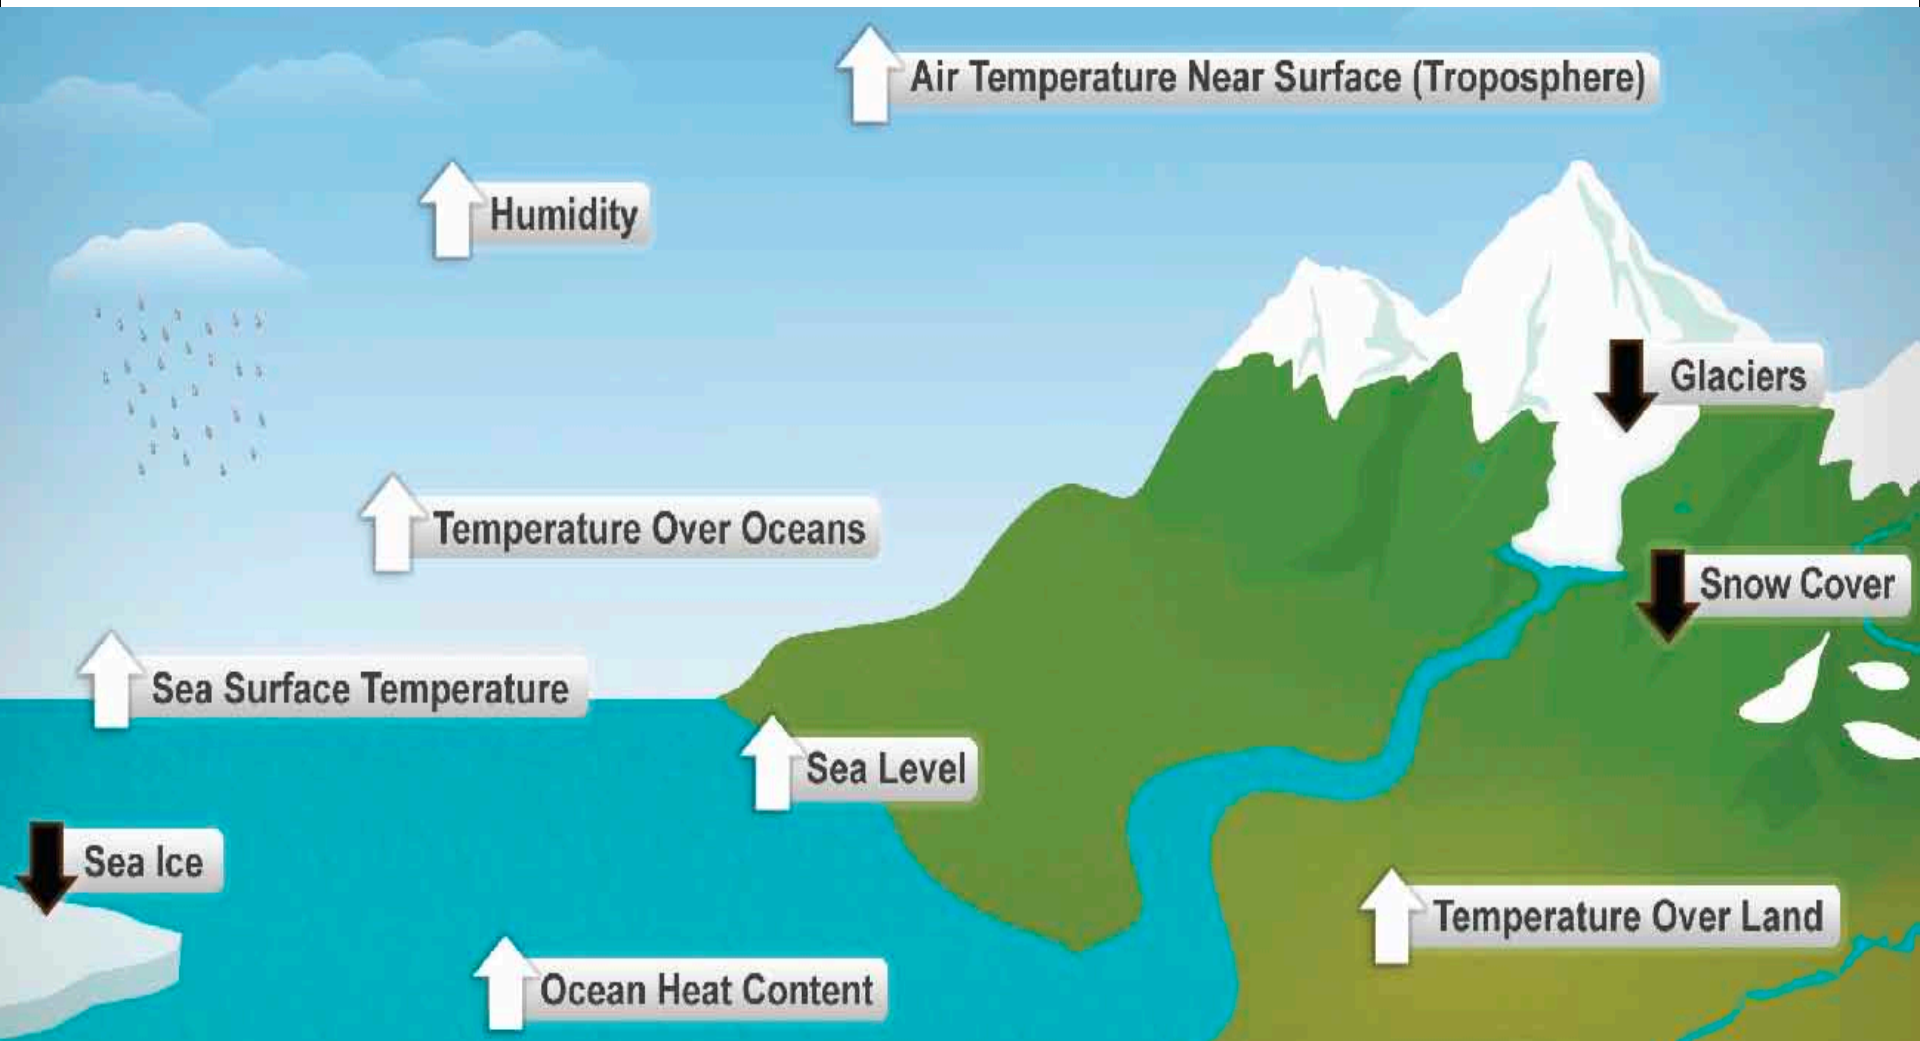 Air Temperature Near Surface (Troposphere)
Humidity
Glaciers
Temperature Over Oceans
Snow Cover
Sea Surface Temperature
Sea Level
Sea Ice
Temperature Over Land
Ocean Heat Content